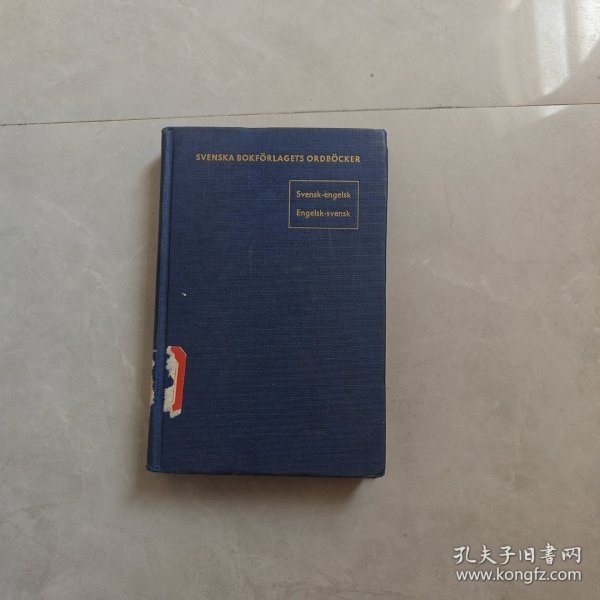 SVENSKA BOKFÖRLAGETS ORDBÖCKER
Svensk-engelsk
Engelsk-svensk
孔夫子旧书网
www.kongfz.com